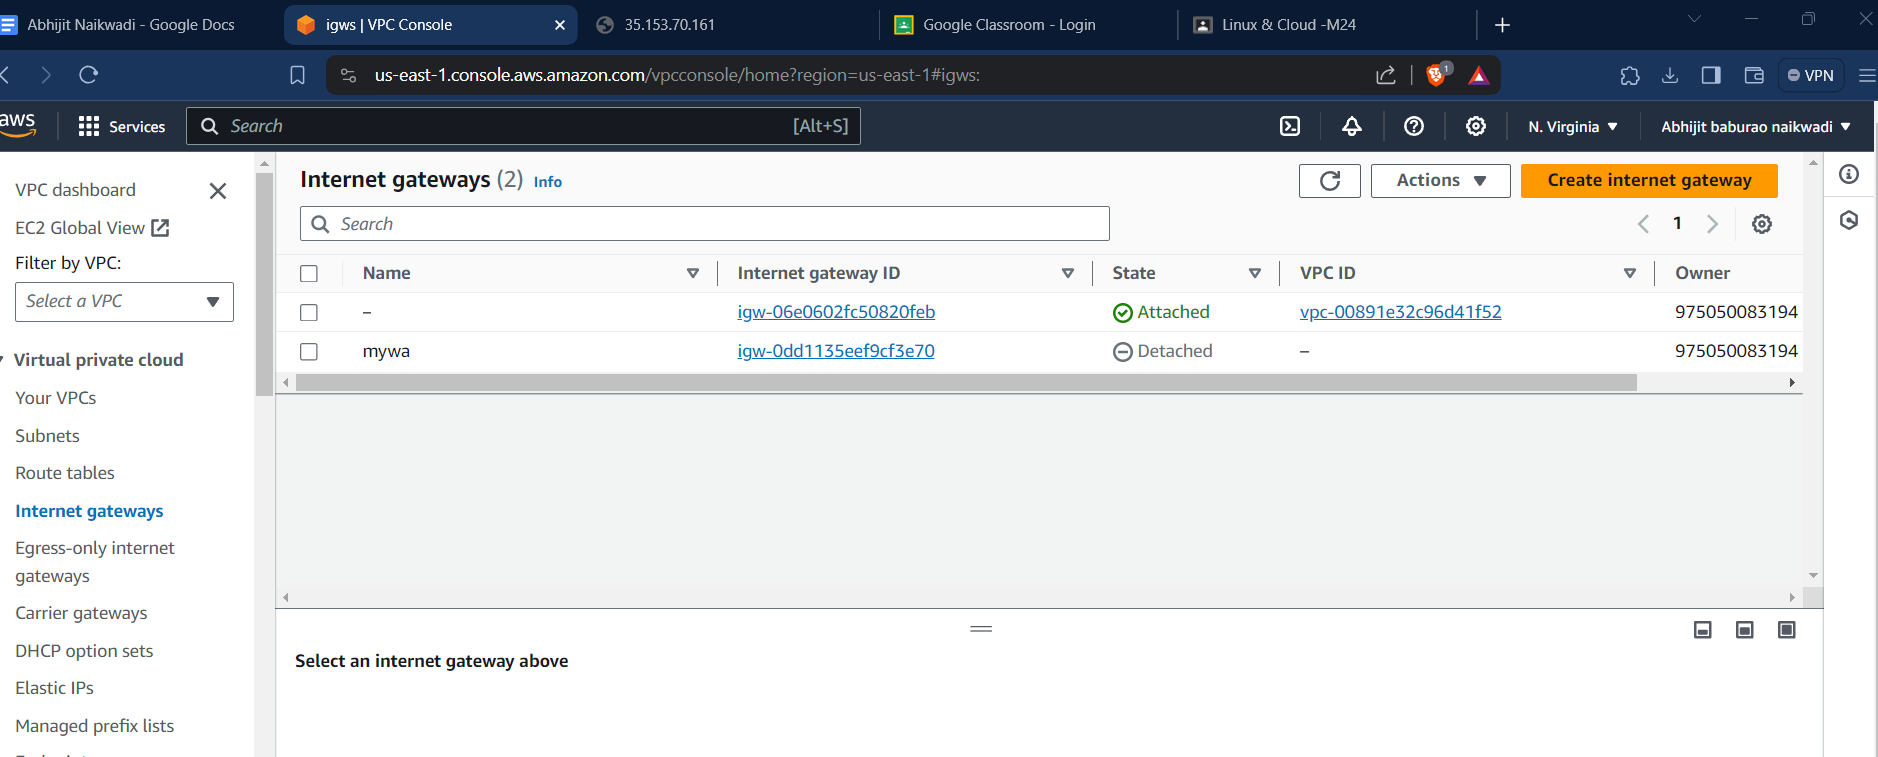 Abhijit Naikwadi - Google Docs
igws | VPC Console
35.153.70.161
Google Classroom - Login
Linux & Cloud -M24
us-east-1.console.aws.amazon.com/vpcconsole/home?region=us-east-1#igws:
1
VPN
aws
Services
Search
[Alt+S]
N. Virginia
Abhijit baburao naikwadi
VPC dashboard
EC2 Global View
Filter by VPC:
Select a VPC
Virtual private cloud
Your VPCs
Subnets
Route tables
Internet gateways
Egress-only internet
gateways
Carrier gateways
DHCP option sets
Elastic IPs
Managed prefix lists
Internet gateways (2) Info
Actions
Create internet gateway
Search
1
Name Internet gateway ID State VPC ID Owner
– igw-06e0602fc50820feb Attached vpc-00891e32c96d41f52 975050083194
mywa igw-0dd1135eef9cf3e70 Detached – 975050083194
Select an internet gateway above